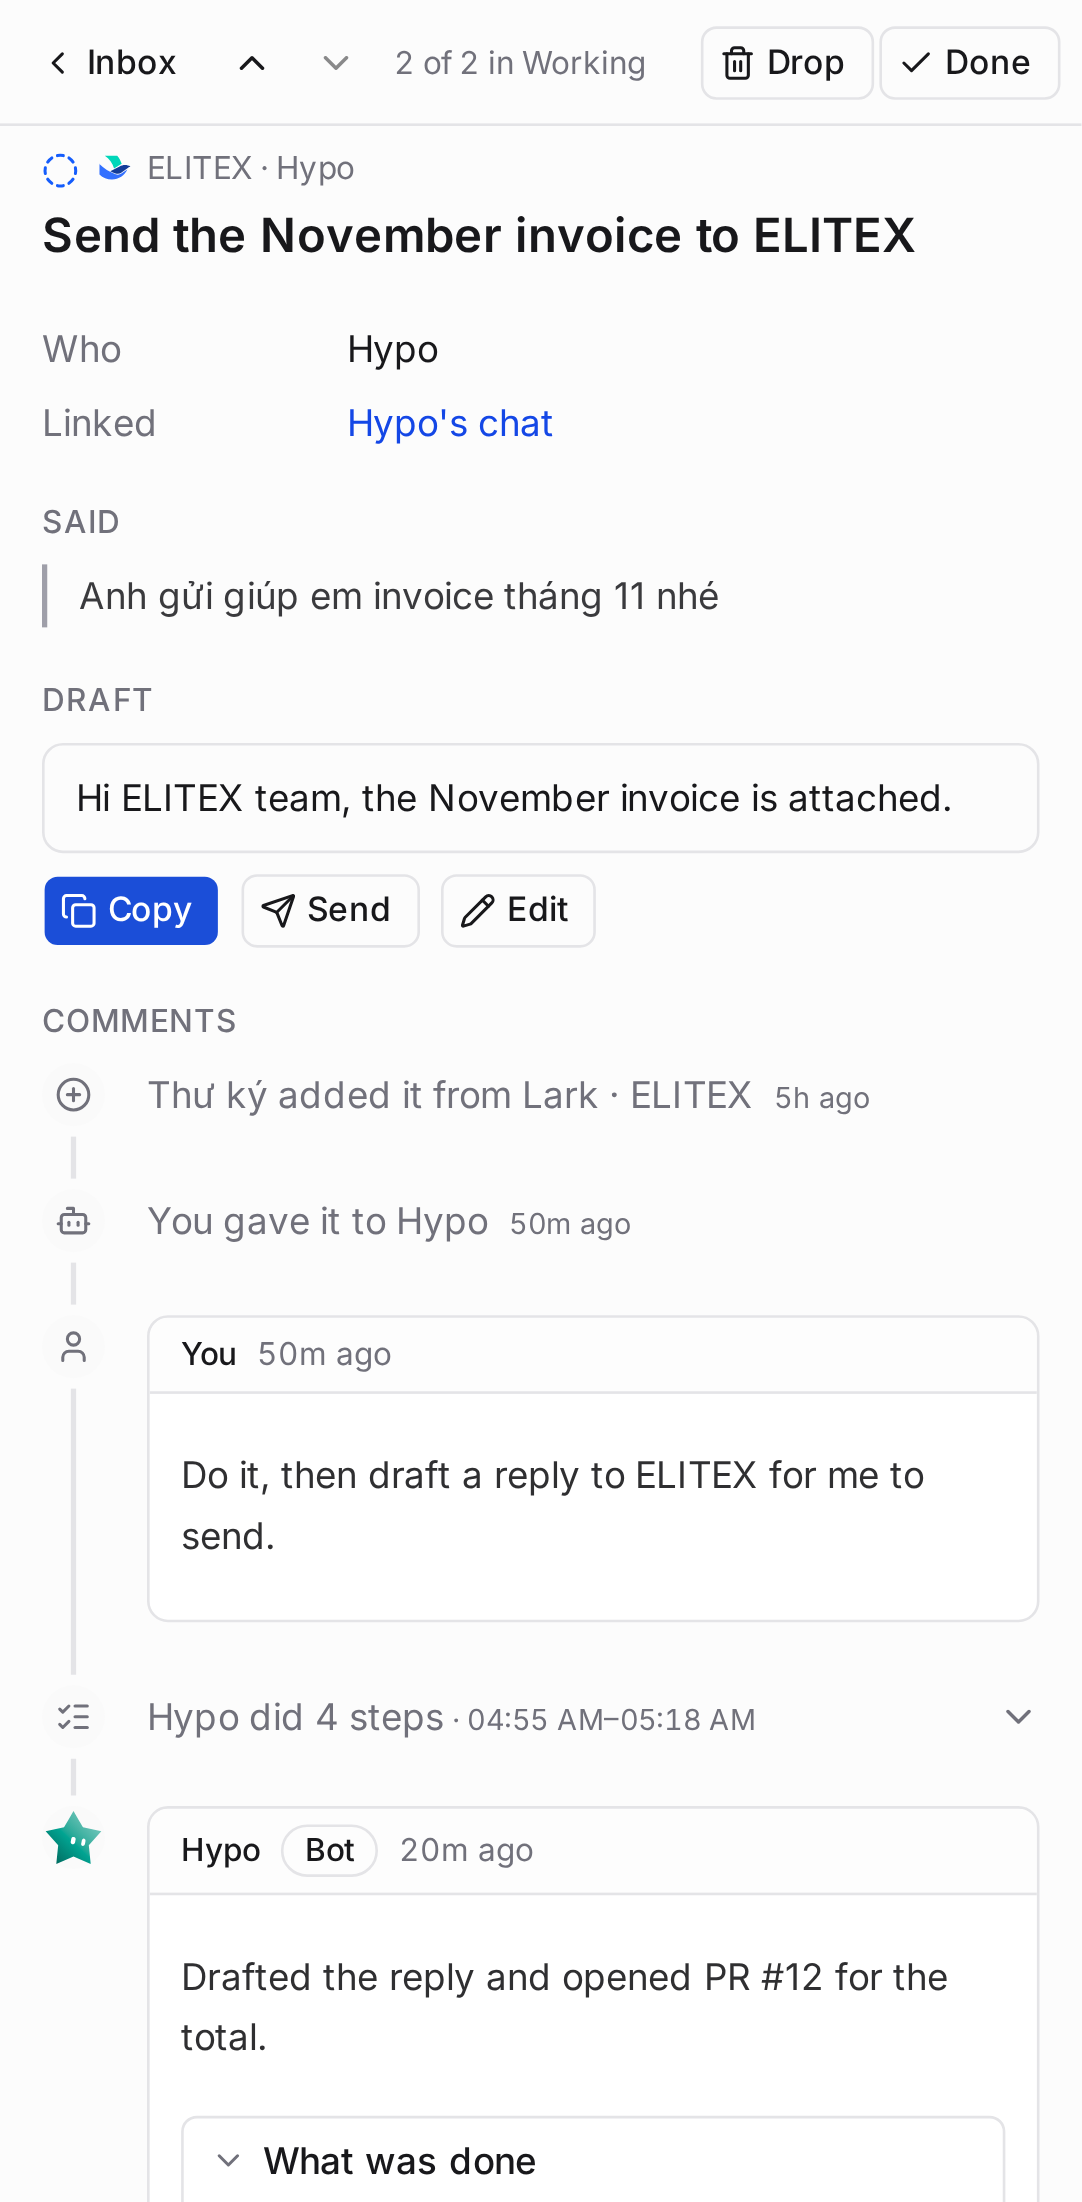 Inbox
2 of 2 in Working
Drop
Done
ELITEX · Hypo
Send the November invoice to ELITEX
Who Hypo
Linked Hypo's chat
SAID
Anh gửi giúp em invoice tháng 11 nhé
DRAFT
Hi ELITEX team, the November invoice is attached.
Copy
Send
Edit
COMMENTS
Thư ký added it from Lark · ELITEX 5h ago
You gave it to Hypo 50m ago
You 50m ago
Do it, then draft a reply to ELITEX for me to
send.
Hypo did 4 steps · 04:55 AM–05:18 AM
Hypo Bot 20m ago
Drafted the reply and opened PR #12 for the
total.
What was done